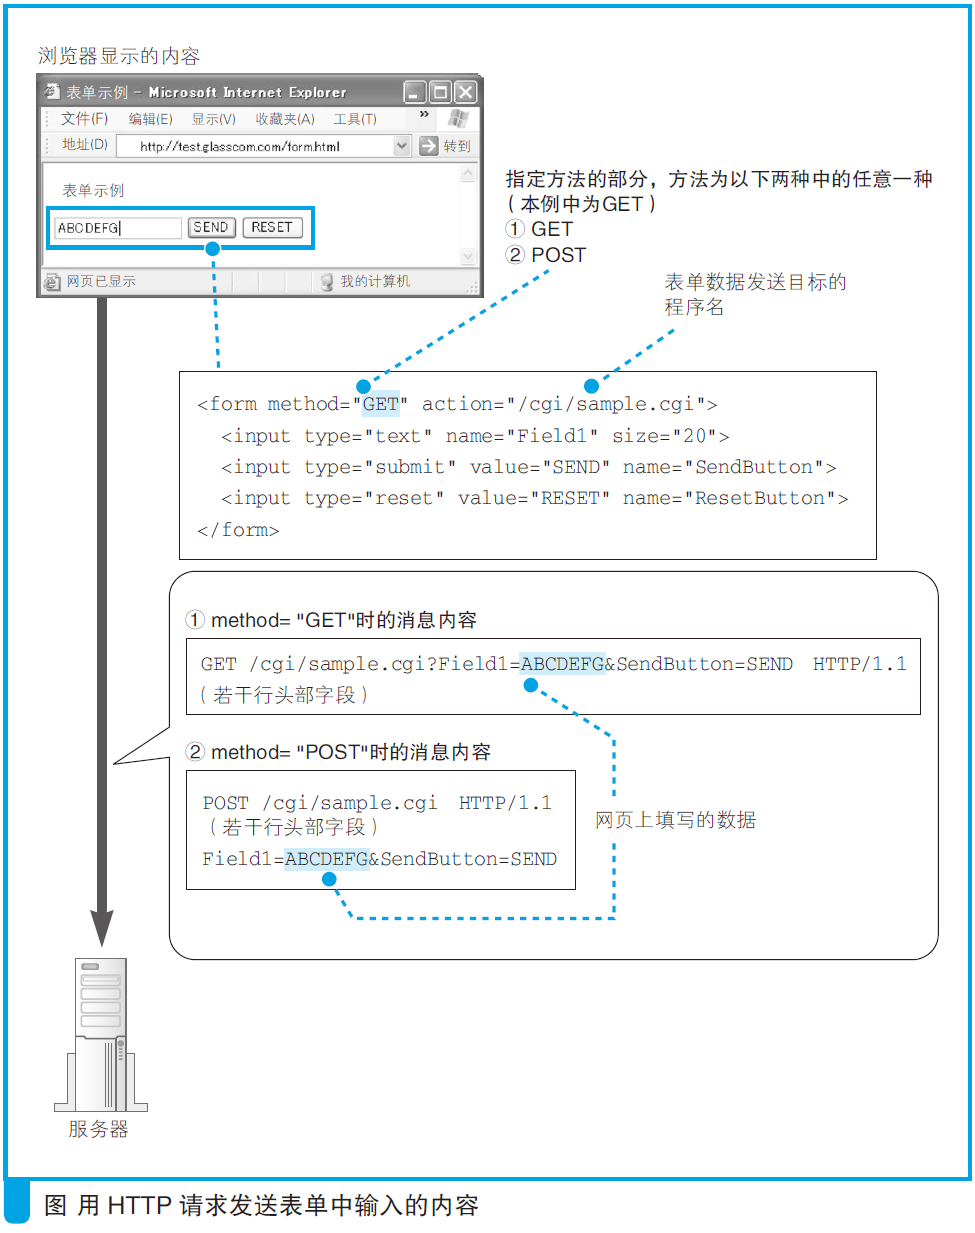 浏览器显示的内容
表单示例 - Microsoft Internet Explorer
文件(F) 编辑(E) 显示(V) 收藏夹(A) 工具(T) »
地址(D) http://test.glasscom.com/form.html 转到
表单示例
ABCDEFG SEND RESET
网页已显示 我的计算机
指定方法的部分，方法为以下两种中的任意一种
（本例中为GET）
① GET
② POST
表单数据发送目标的
程序名
<form method="GET" action="/cgi/sample.cgi">
<input type="text" name="Field1" size="20">
<input type="submit" value="SEND" name="SendButton">
<input type="reset" value="RESET" name="ResetButton">
</form>
① method= "GET"时的消息内容
GET /cgi/sample.cgi?Field1=ABCDEFG&SendButton=SEND HTTP/1.1
（若干行头部字段）
② method= "POST"时的消息内容
POST /cgi/sample.cgi HTTP/1.1
（若干行头部字段）
Field1=ABCDEFG&SendButton=SEND
网页上填写的数据
服务器
图 用 HTTP 请求发送表单中输入的内容